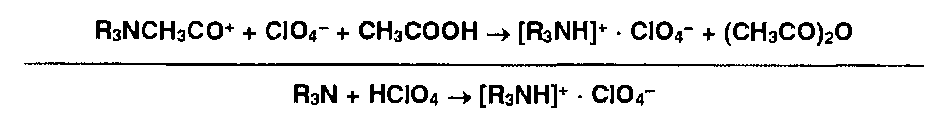 R₃NCH₃CO⁺ + ClO₄⁻ + CH₃COOH → [R₃NH]⁺ · ClO₄⁻ + (CH₃CO)₂O
R₃N + HClO₄ → [R₃NH]⁺ · ClO₄⁻